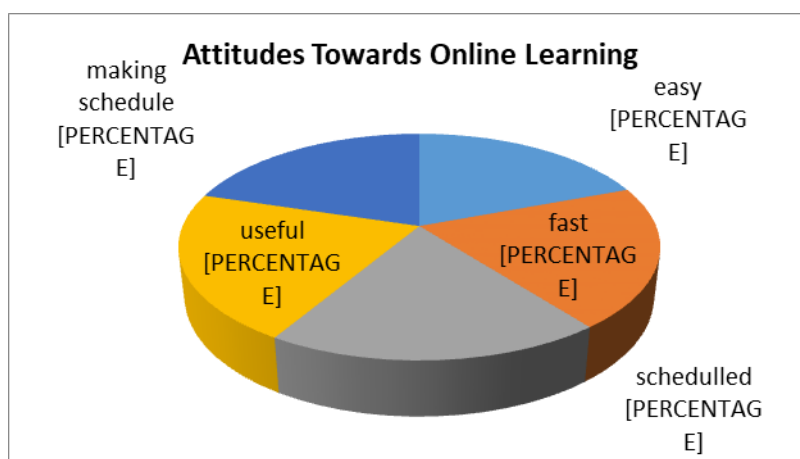 Attitudes Towards Online Learning
making
schedule
[PERCENTAG
E]
easy
[PERCENTAG
E]
useful
[PERCENTAG
E]
fast
[PERCENTAG
E]
schedulled
[PERCENTAG
E]